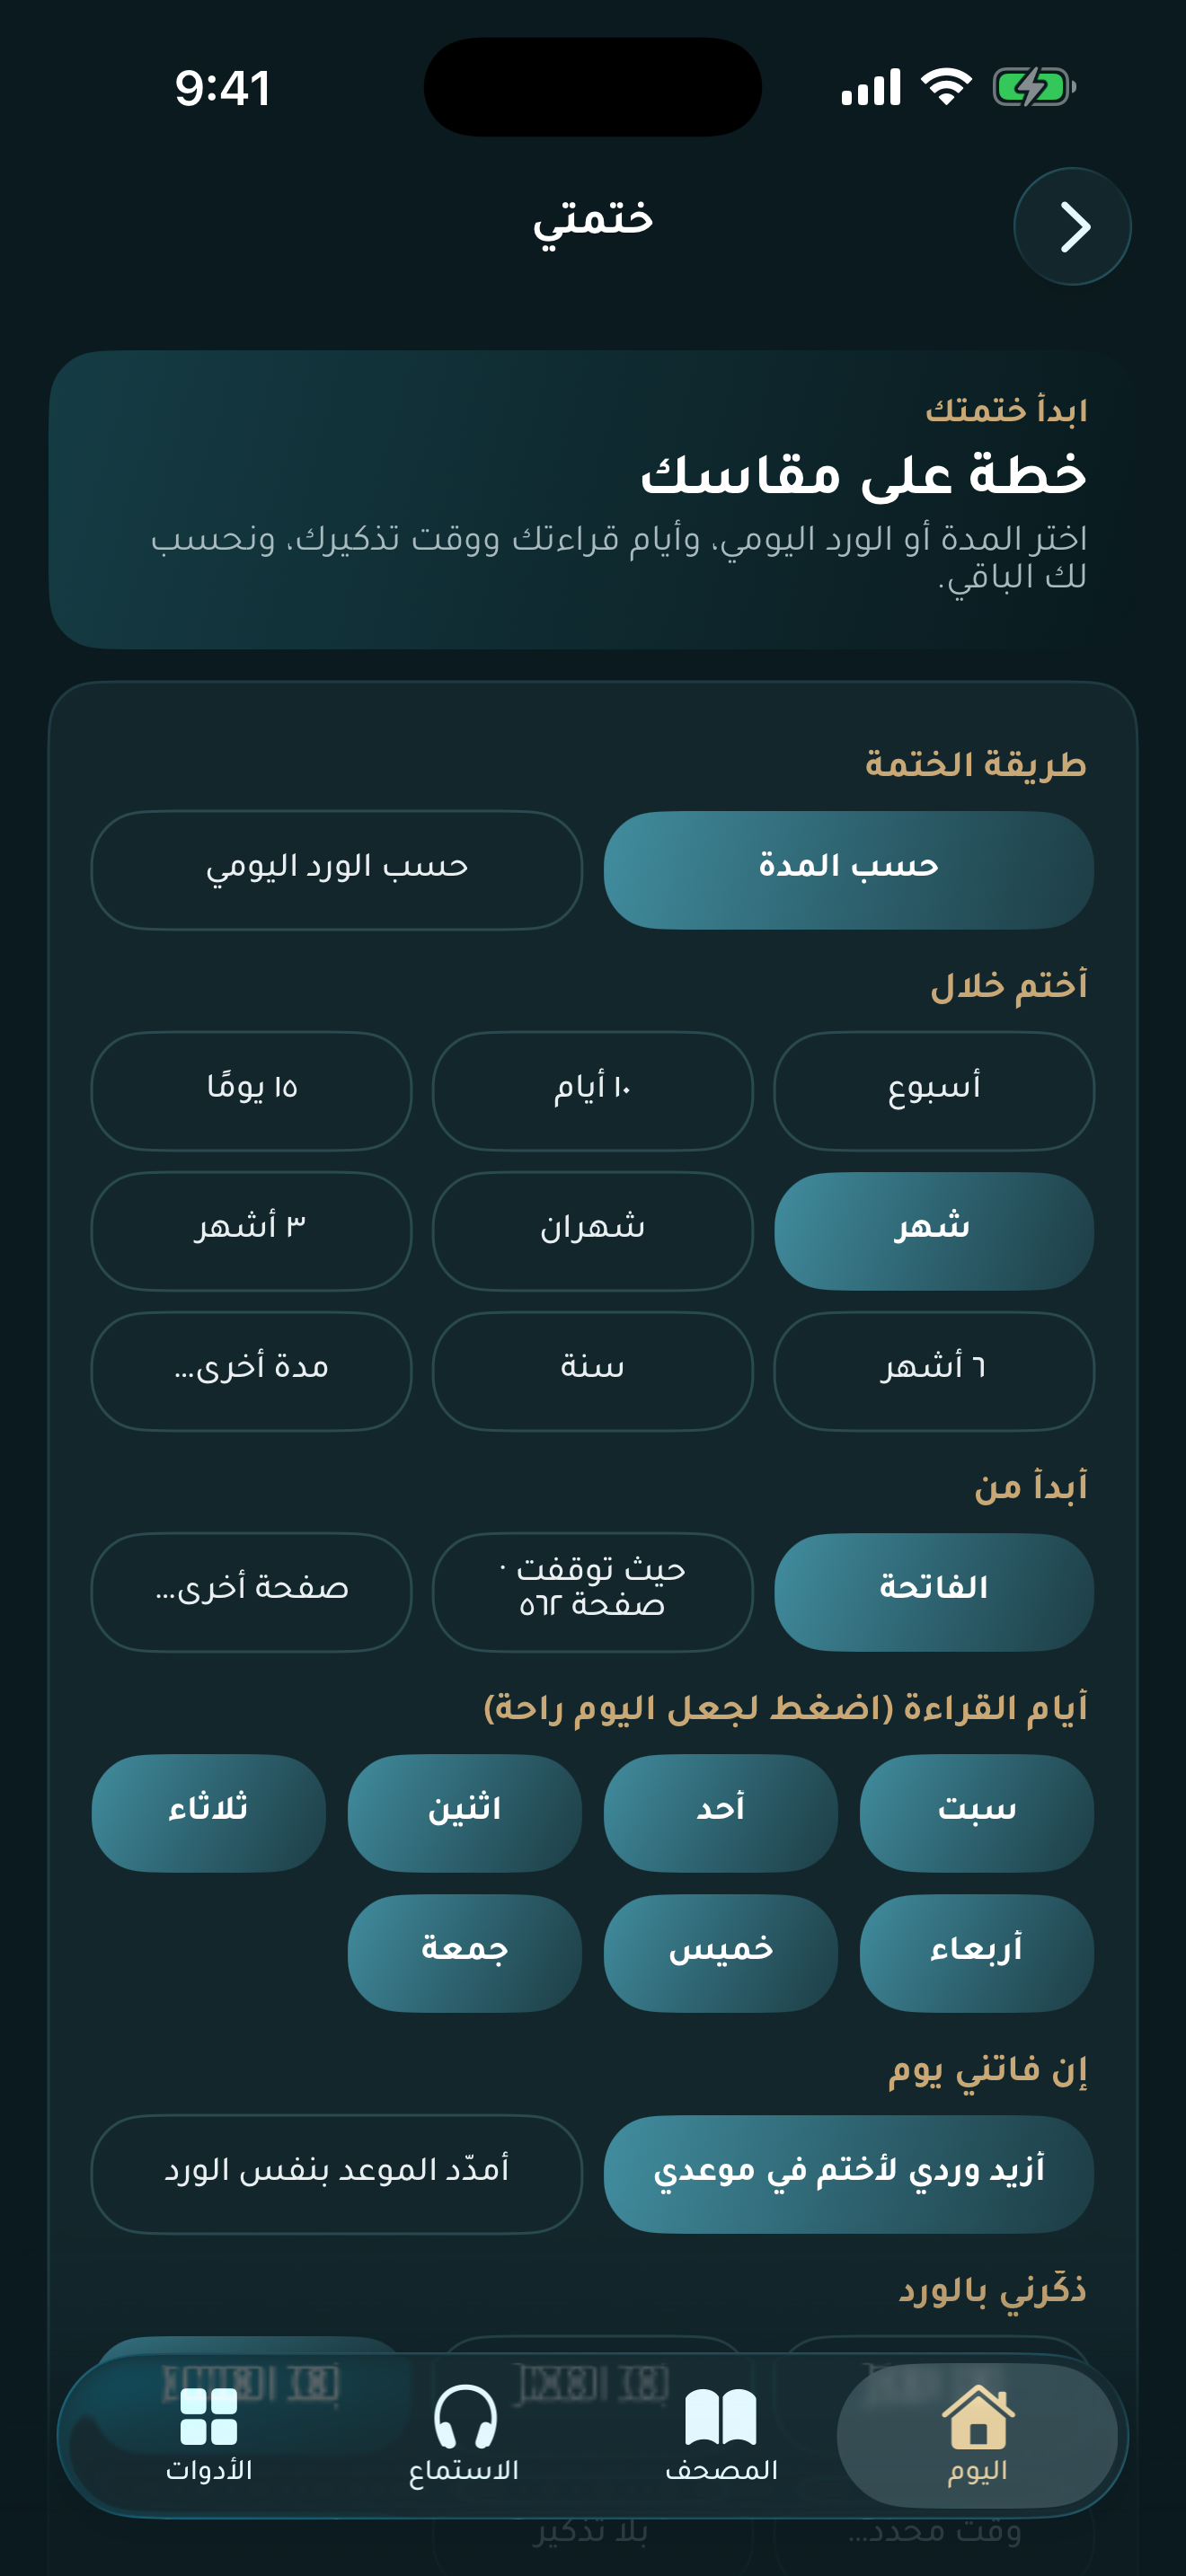 9:41
ختمتي
ابدأ ختمتك
خطة على مقاسك
اختر المدة أو الورد اليومي، وأيام قراءتك ووقت تذكيرك، ونحسب
لك الباقي.
طريقة الختمة
حسب المدة
حسب الورد اليومي
أختم خلال
أسبوع
١٠ أيام
١٥ يومًا
شهر
شهران
٣ أشهر
٦ أشهر
سنة
مدة أخرى...
أبدأ من
الفاتحة
حيث توقفت ·
صفحة ٥٦٢
صفحة أخرى...
أيام القراءة (اضغط لجعل اليوم راحة)
سبت
أحد
اثنين
ثلاثاء
أربعاء
خميس
جمعة
إن فاتني يوم
أزيد وردي لأختم في موعدي
أمدّد الموعد بنفس الورد
ذكّرني بالورد
اليوم
المصحف
الاستماع
الأدوات
وقت محدد...
بلا تذكير